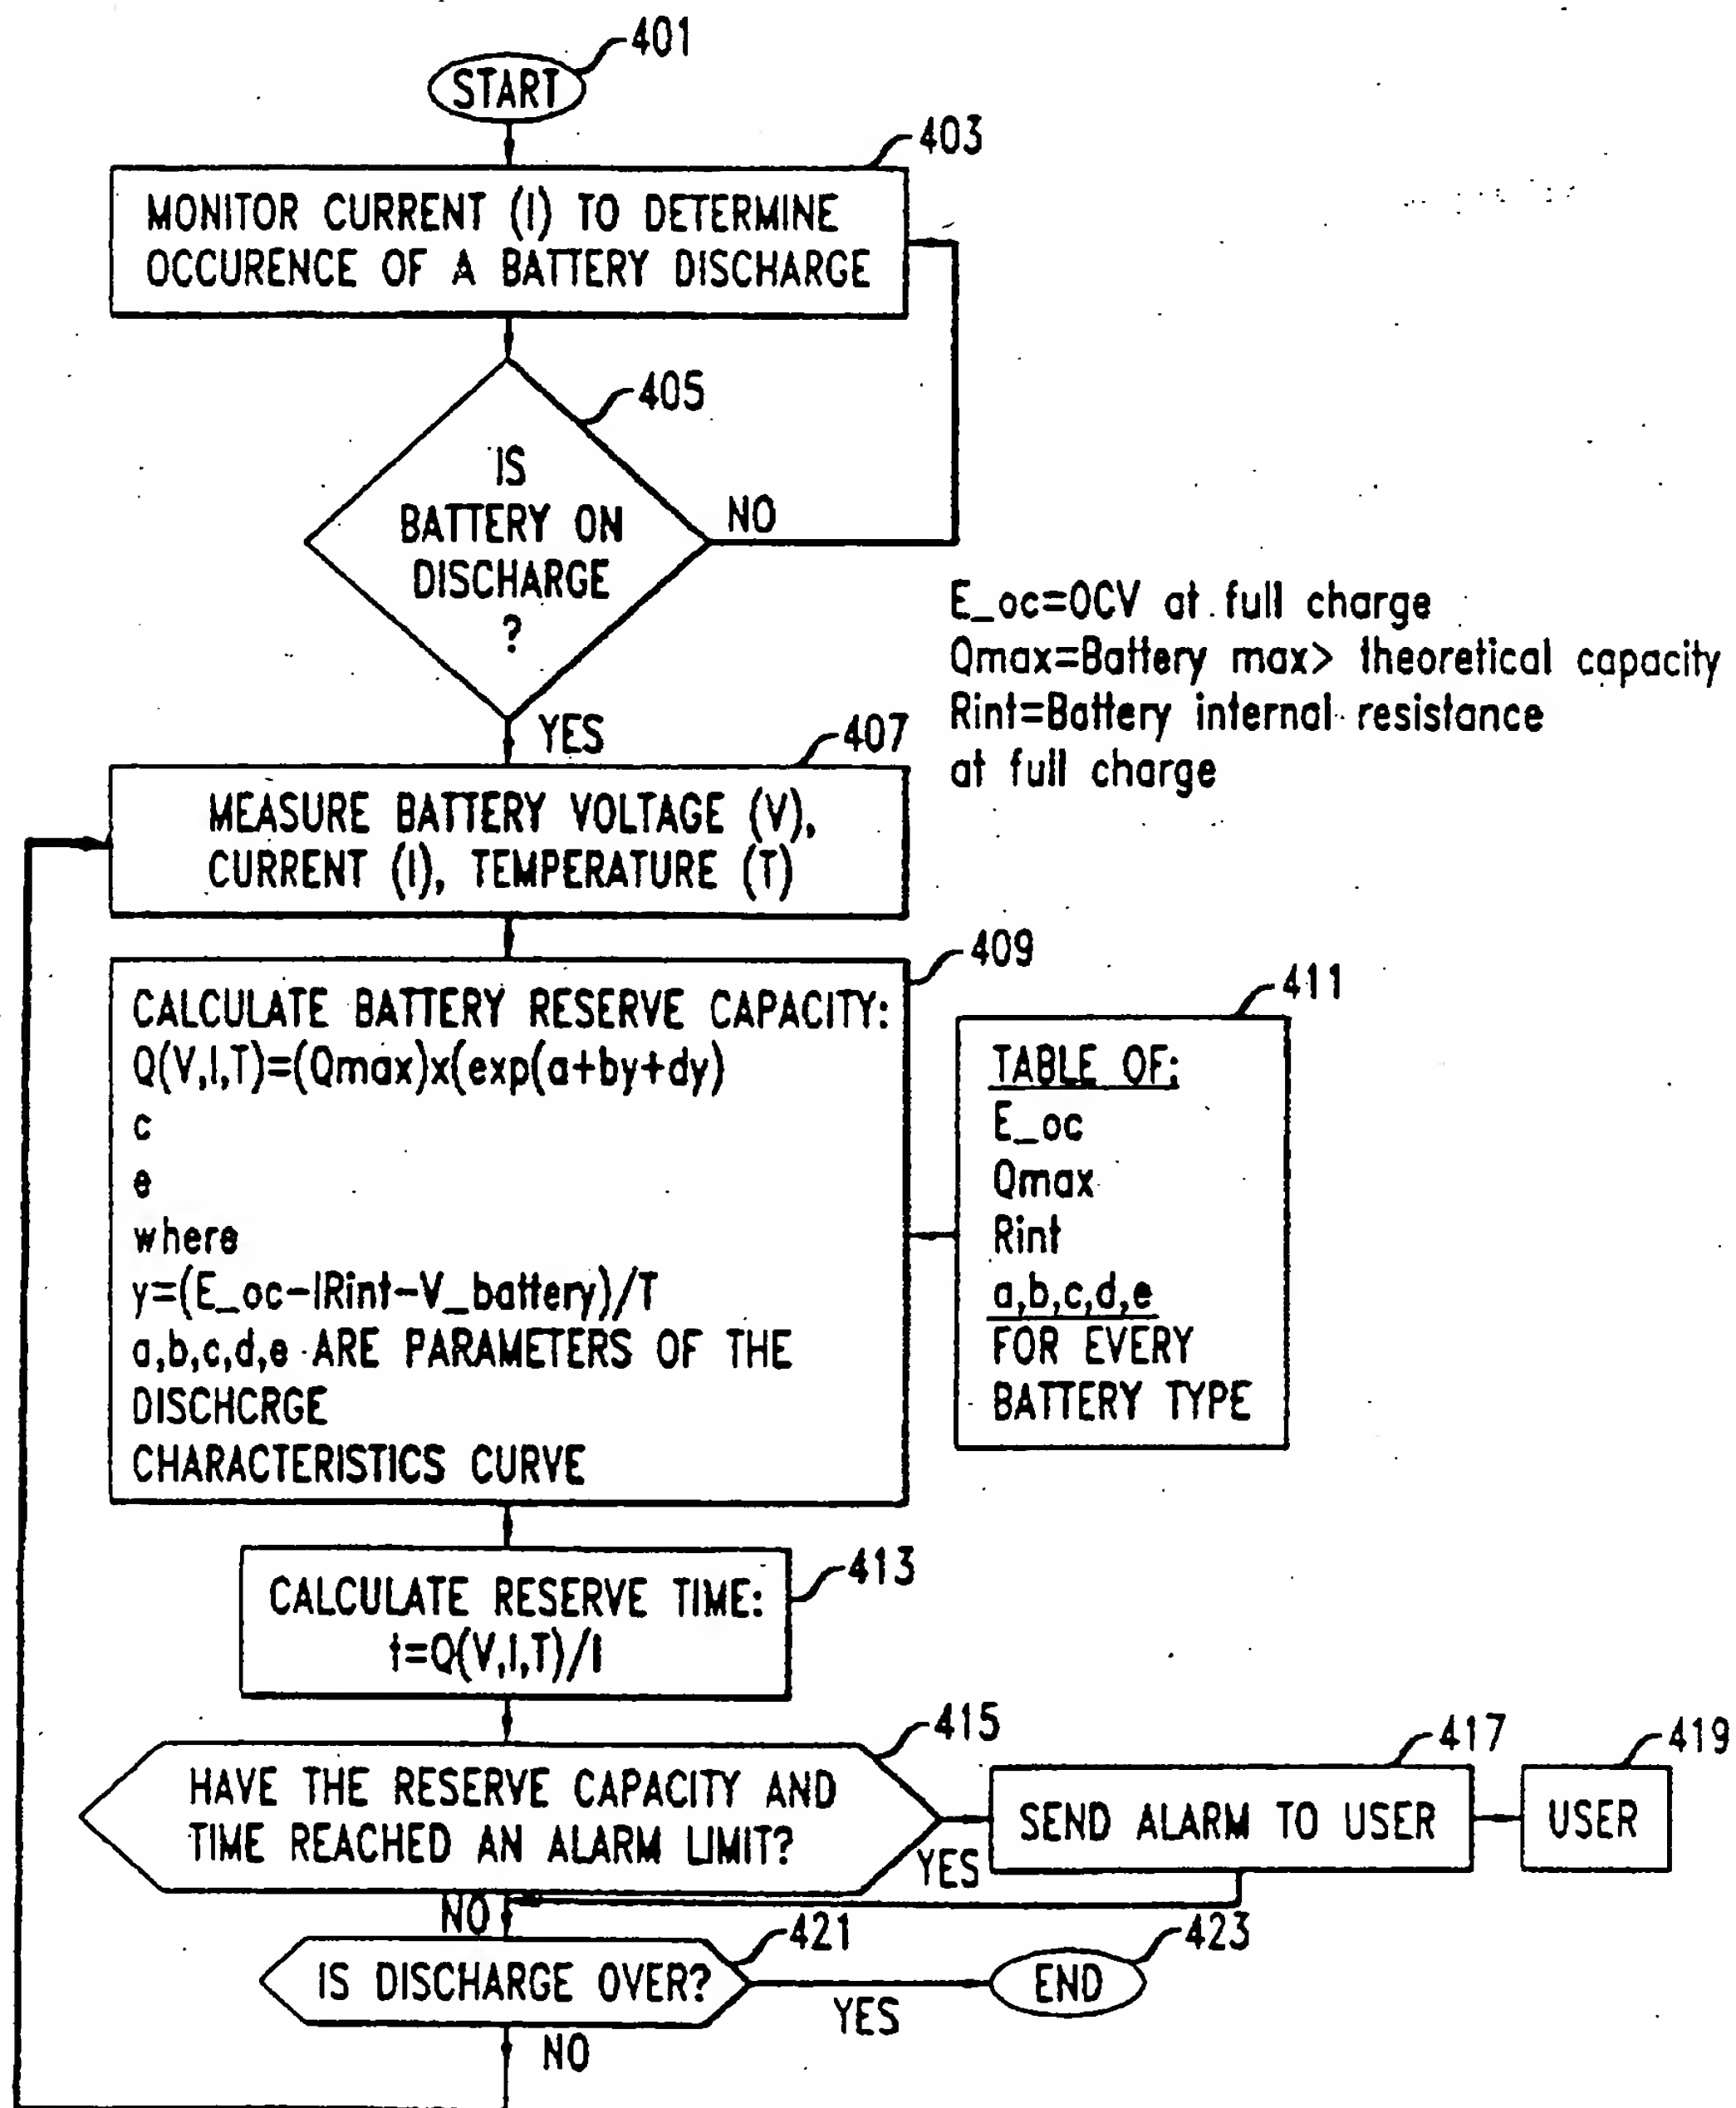 401
START
403
MONITOR CURRENT (I) TO DETERMINE
OCCURENCE OF A BATTERY DISCHARGE
405
IS
BATTERY ON
DISCHARGE
?
NO
YES
E_oc=OCV at full charge
Qmax=Battery max> theoretical capacity
Rint=Battery internal resistance
at full charge
407
MEASURE BATTERY VOLTAGE (V),
CURRENT (I), TEMPERATURE (T)
409
CALCULATE BATTERY RESERVE CAPACITY:
Q(V,I,T)=(Qmax)x(exp(a+by+dy)
c
e
where
y=(E_oc-IRint-V_battery)/T
a,b,c,d,e ARE PARAMETERS OF THE
DISCHCRGE
CHARACTERISTICS CURVE
411
TABLE OF:
E_oc
Qmax
Rint
a,b,c,d,e
FOR EVERY
BATTERY TYPE
413
CALCULATE RESERVE TIME:
t=Q(V,I,T)/I
415
HAVE THE RESERVE CAPACITY AND
TIME REACHED AN ALARM LIMIT?
YES
NO
417
SEND ALARM TO USER
419
USER
421
IS DISCHARGE OVER?
YES
NO
423
END